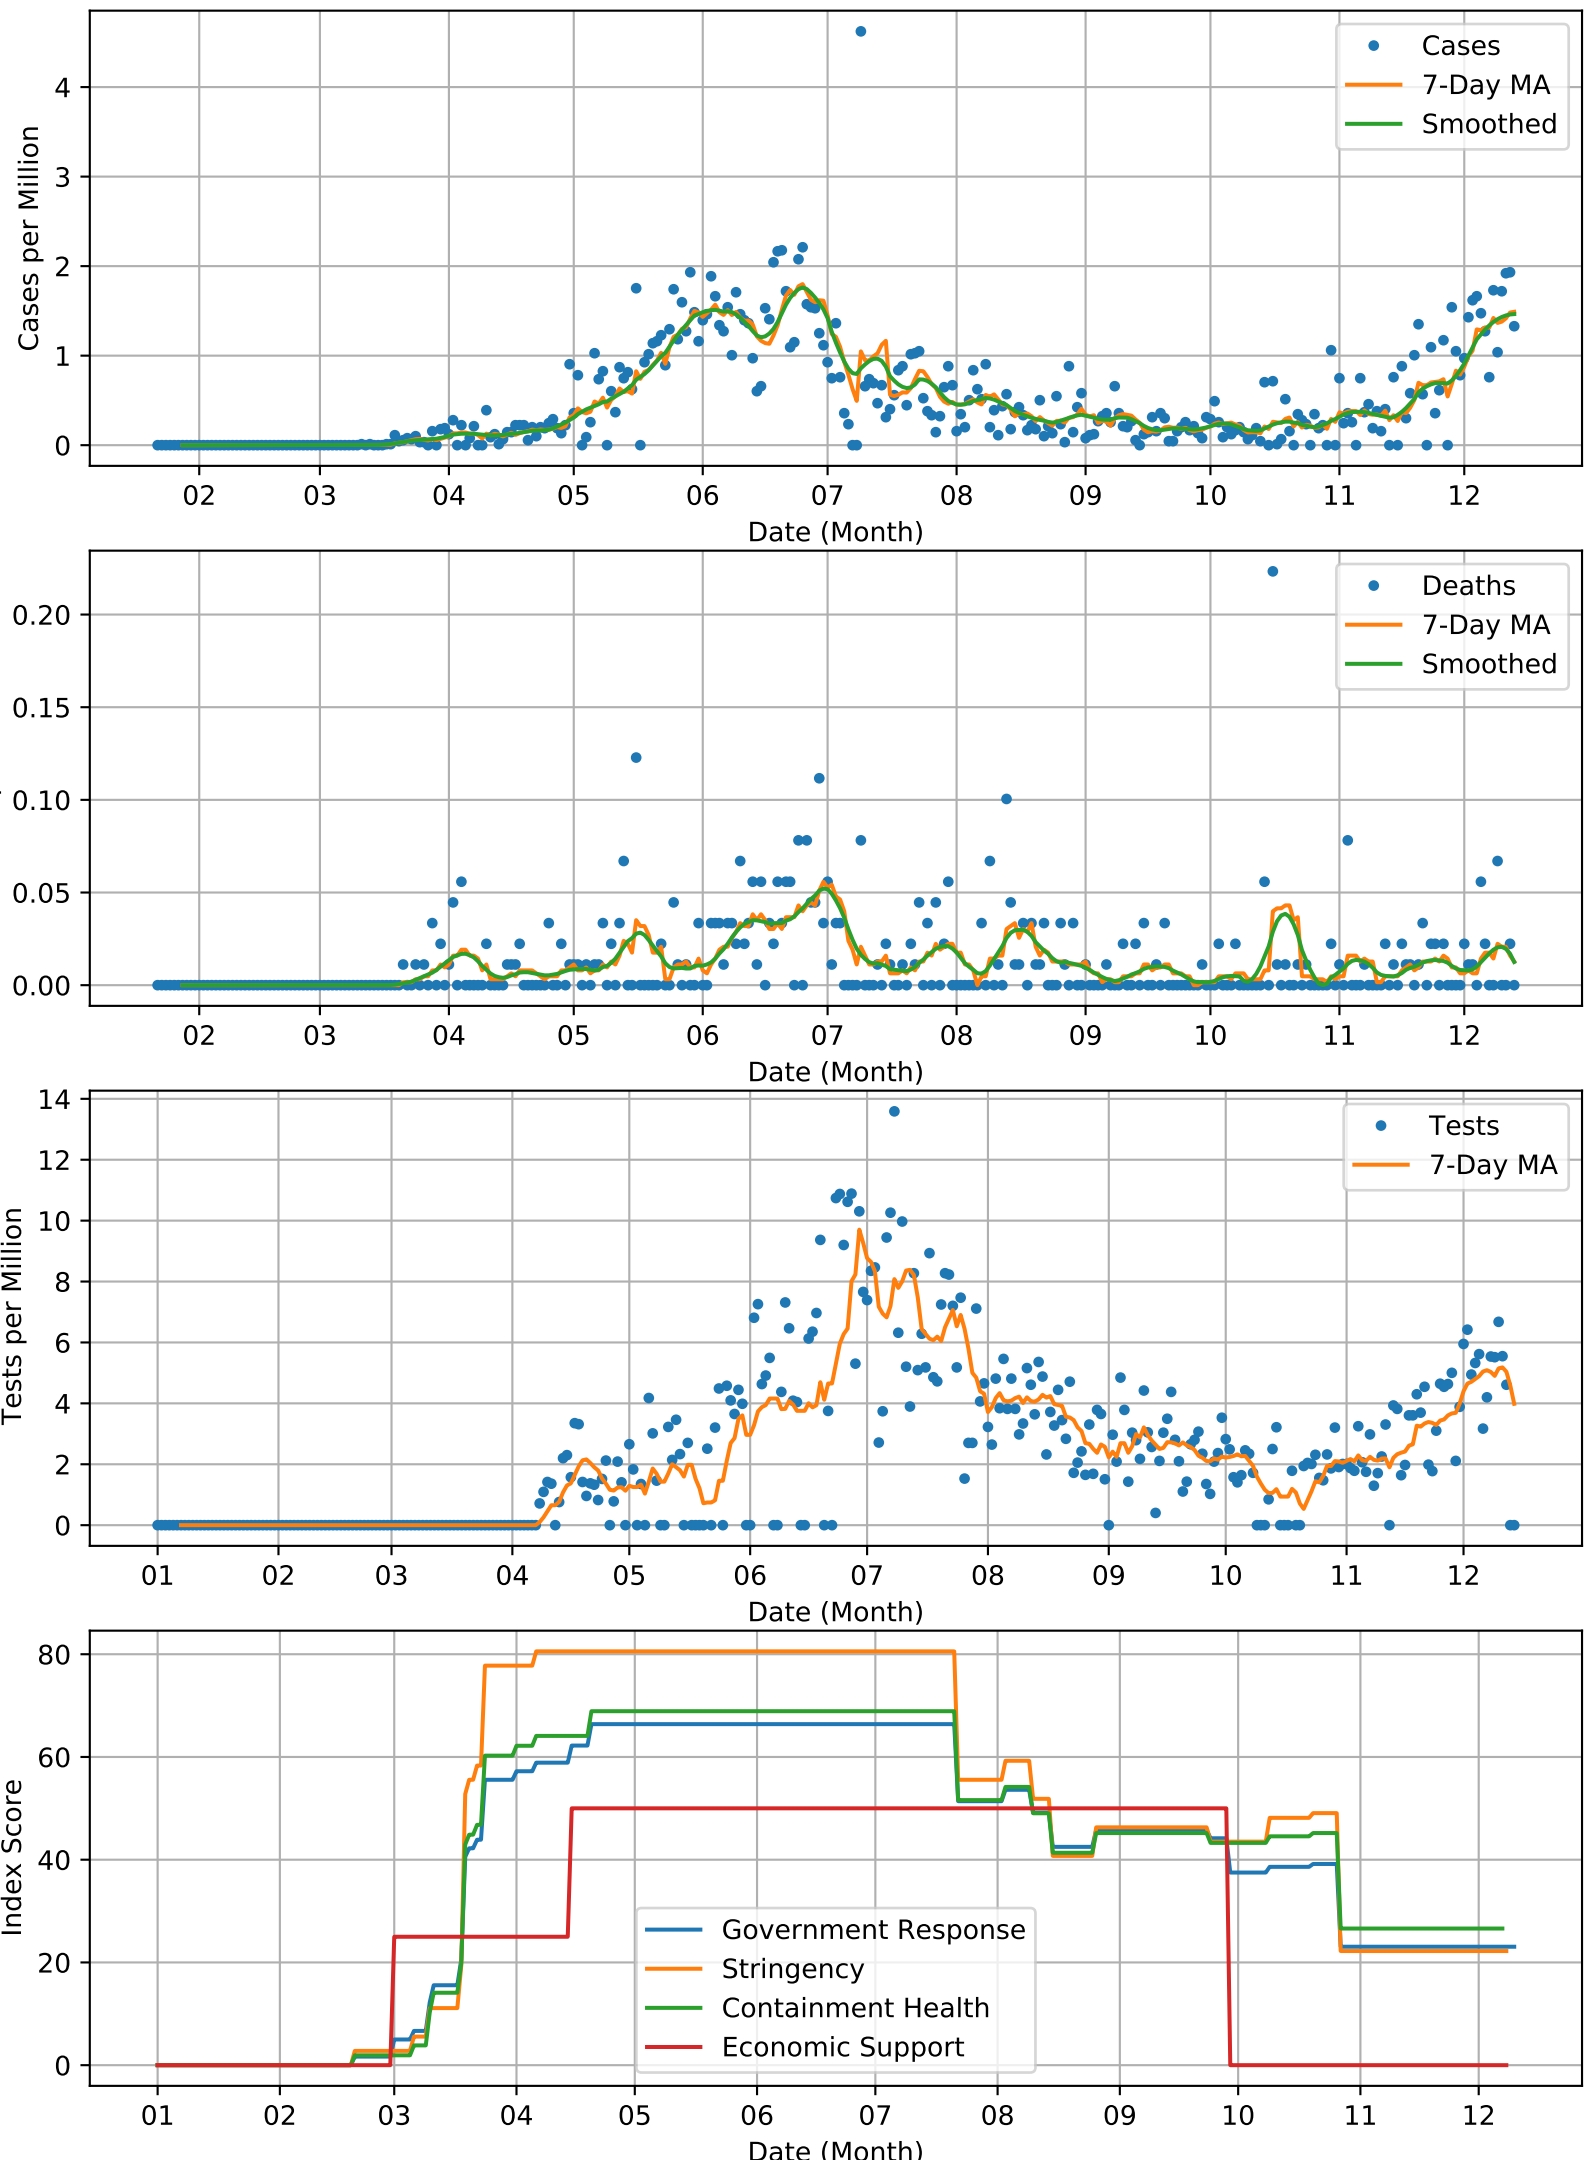 Cases per Million
4
3
2
1
0
Cases
7-Day MA
Smoothed
02 03 04 05 06 07 08 09 10 11 12
Date (Month)
0.20
0.15
0.10
0.05
0.00
Deaths
7-Day MA
Smoothed
02 03 04 05 06 07 08 09 10 11 12
Date (Month)
Tests per Million
14
12
10
8
6
4
2
0
Tests
7-Day MA
01 02 03 04 05 06 07 08 09 10 11 12
Date (Month)
Index Score
80
60
40
20
0
Government Response
Stringency
Containment Health
Economic Support
01 02 03 04 05 06 07 08 09 10 11 12
Date (Month)